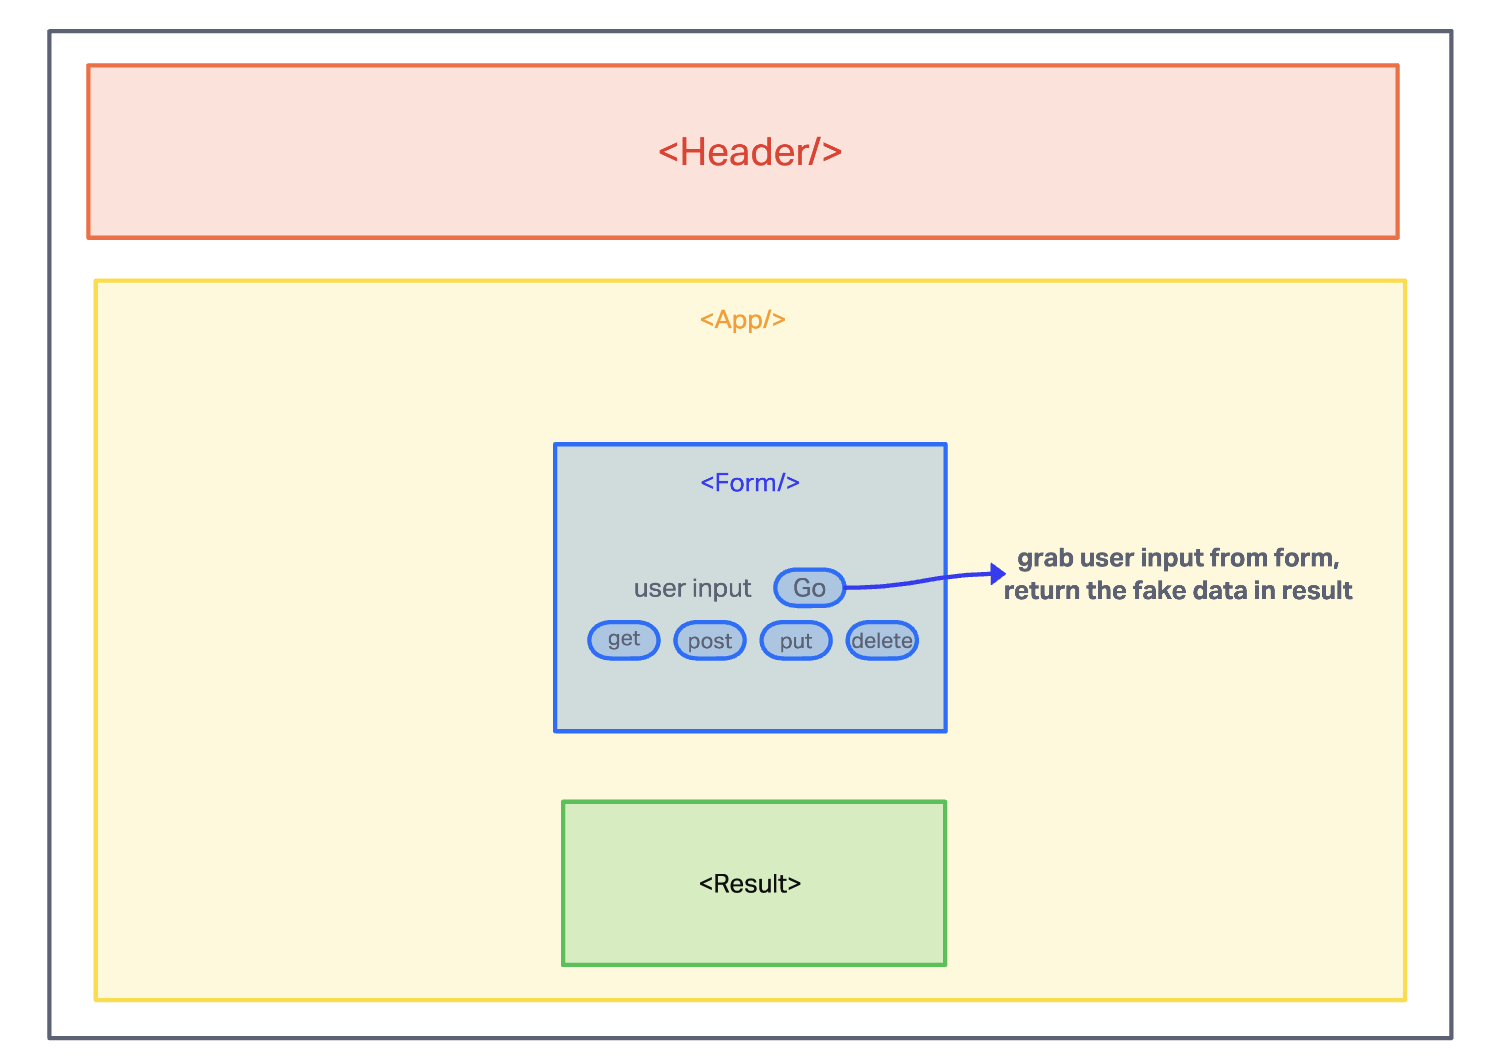 <Header/>
<App/>
<Form/>
grab user input from form,
return the fake data in result
user input Go
get post put delete
<Result>